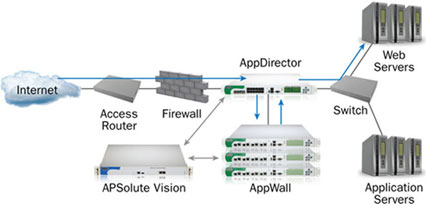 AppDirector
Web
Servers
Internet
Access
Router
Firewall
Switch
APSolute Vision
AppWall
Application
Servers